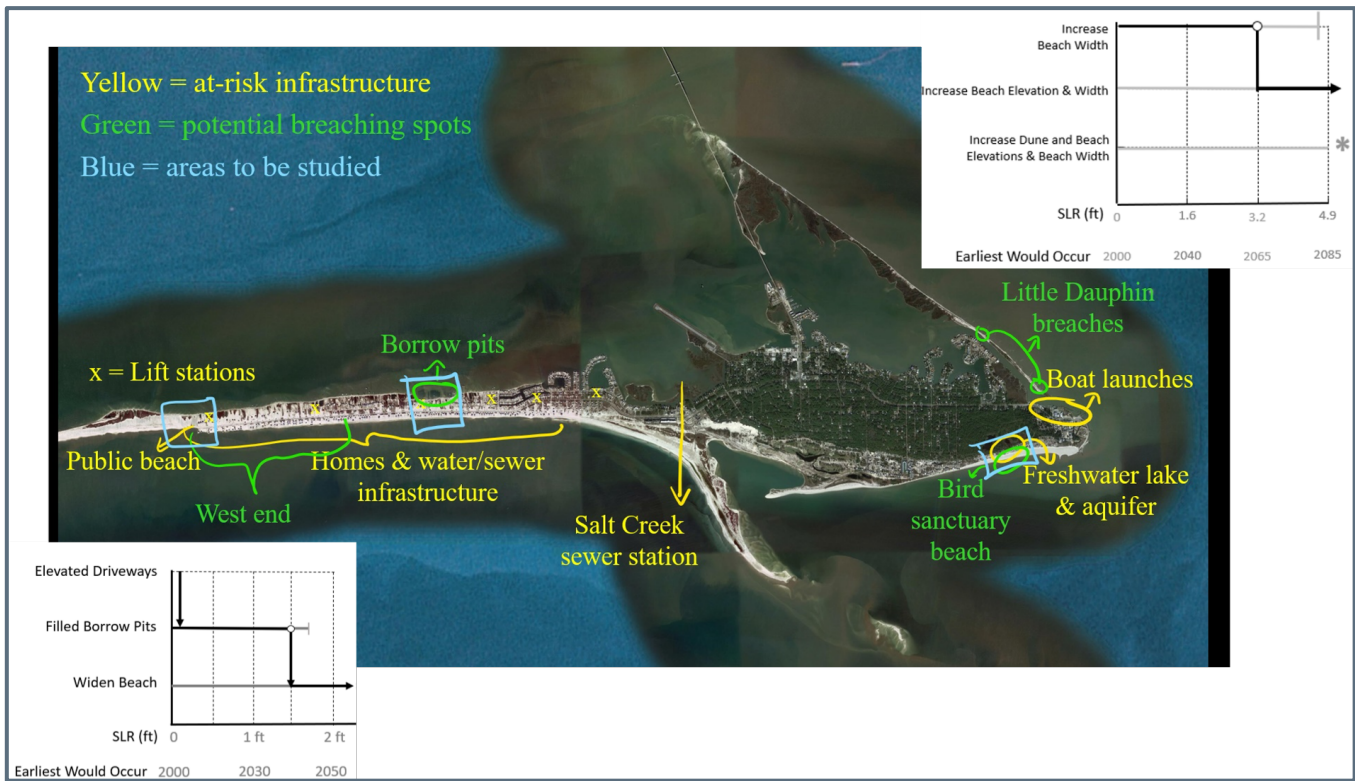 Yellow = at-risk infrastructure
Green = potential breaching spots
Blue = areas to be studied
Increase
Beach Width
Increase Beach Elevation & Width
Increase Dune and Beach
Elevations & Beach Width
*
SLR (ft) 0 1.6 3.2 4.9
Earliest Would Occur 2000 2040 2065 2085
Little Dauphin
breaches
Borrow pits
x = Lift stations
Boat launches
x x x x x
Public beach
Homes & water/sewer
infrastructure
West end
Salt Creek
sewer station
Bird
sanctuary
beach
Freshwater lake
& aquifer
Elevated Driveways
Filled Borrow Pits
Widen Beach
SLR (ft) 0 1 ft 2 ft
Earliest Would Occur 2000 2030 2050